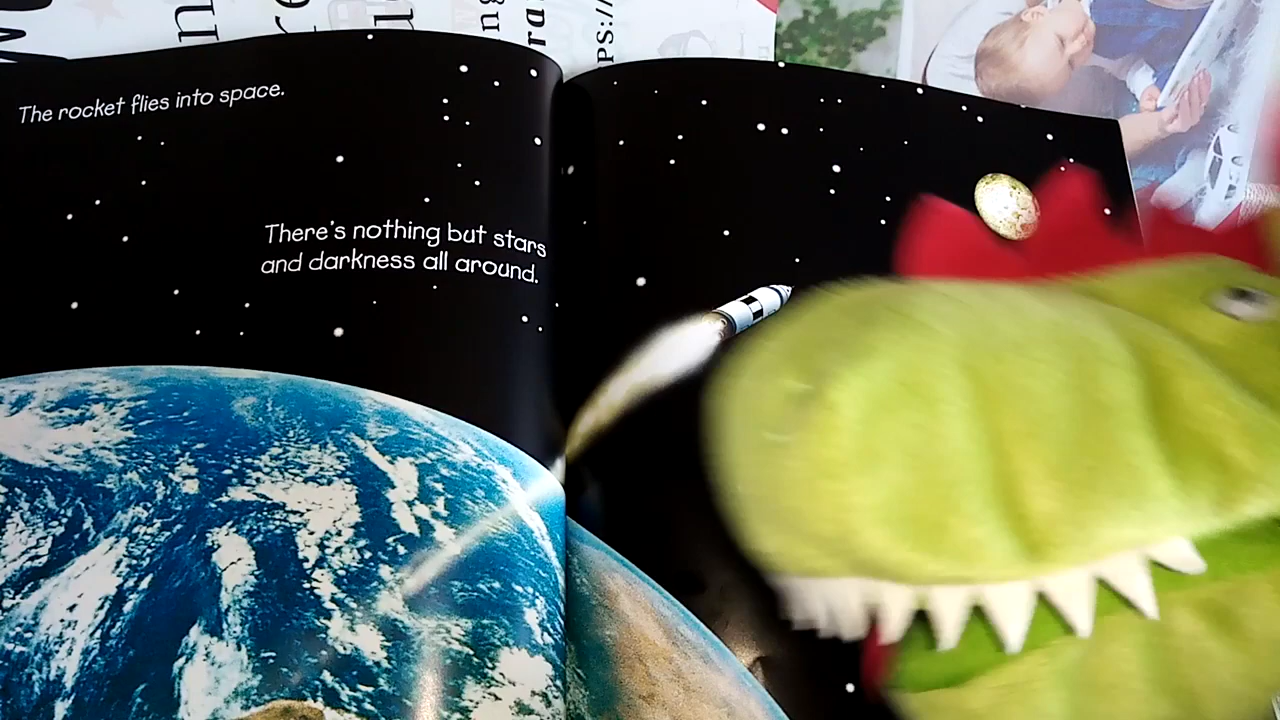 The rocket flies into space.
There's nothing but stars
and darkness all around.